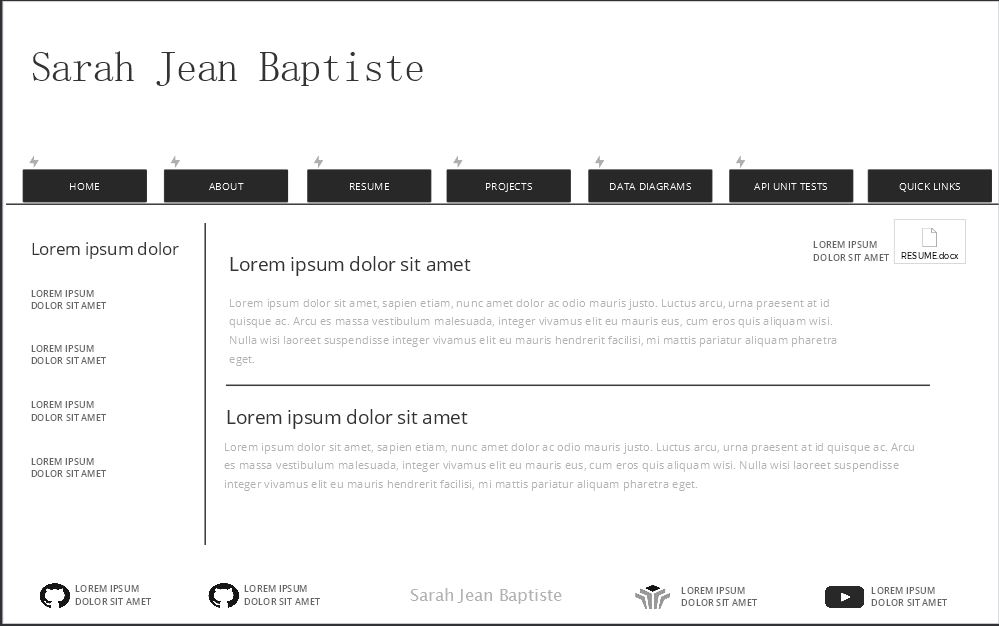 Sarah Jean Baptiste
HOME
ABOUT
RESUME
PROJECTS
DATA DIAGRAMS
API UNIT TESTS
QUICK LINKS
Lorem ipsum dolor
LOREM IPSUM
DOLOR SIT AMET
LOREM IPSUM
DOLOR SIT AMET
LOREM IPSUM
DOLOR SIT AMET
LOREM IPSUM
DOLOR SIT AMET
LOREM IPSUM
DOLOR SIT AMET
RESUME.docx
Lorem ipsum dolor sit amet
Lorem ipsum dolor sit amet, sapien etiam, nunc amet dolor ac odio mauris justo. Luctus arcu, urna praesent at id
quisque ac. Arcu es massa vestibulum malesuada, integer vivamus elit eu mauris eus, cum eros quis aliquam wisi.
Nulla wisi laoreet suspendisse integer vivamus elit eu mauris hendrerit facilisi, mi mattis pariatur aliquam pharetra
eget.
Lorem ipsum dolor sit amet
Lorem ipsum dolor sit amet, sapien etiam, nunc amet dolor ac odio mauris justo. Luctus arcu, urna praesent at id quisque ac. Arcu
es massa vestibulum malesuada, integer vivamus elit eu mauris eus, cum eros quis aliquam wisi. Nulla wisi laoreet suspendisse
integer vivamus elit eu mauris hendrerit facilisi, mi mattis pariatur aliquam pharetra eget.
LOREM IPSUM
DOLOR SIT AMET
LOREM IPSUM
DOLOR SIT AMET
Sarah Jean Baptiste
LOREM IPSUM
DOLOR SIT AMET
LOREM IPSUM
DOLOR SIT AMET